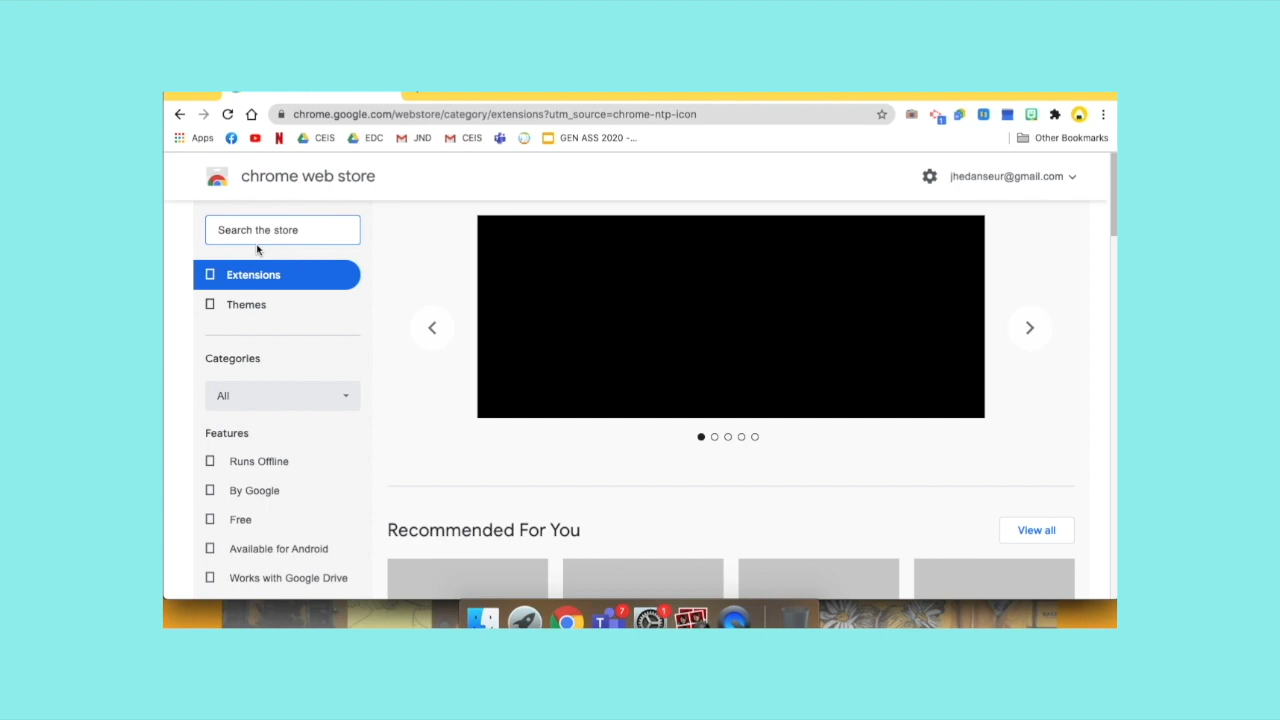 chrome.google.com/webstore/category/extensions?utm_source=chrome-ntp-icon
Apps CEIS EDC JND CEIS GEN ASS 2020 -... Other Bookmarks
chrome web store jhedanseur@gmail.com
Search the store
Extensions
Themes
Categories
All
Features
Runs Offline
By Google
Free
Available for Android
Works with Google Drive
Recommended For You View all
7 1